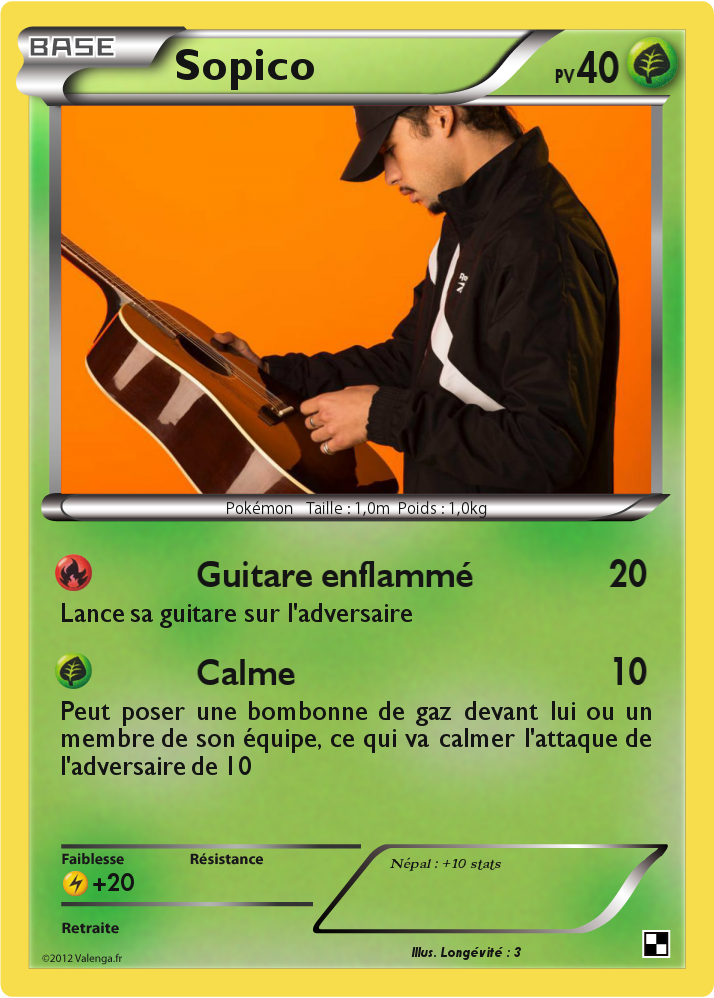 BASE
Sopico
PV 40
Pokémon Taille : 1,0m Poids : 1,0kg
Guitare enflammé 20
Lance sa guitare sur l'adversaire
Calme 10
Peut poser une bombonne de gaz devant lui ou un
membre de son équipe, ce qui va calmer l'attaque de
l'adversaire de 10
Faiblesse Résistance
+20
Népal : +10 stats
Retraite
Illus. Longévité : 3
©2012 Valenga.fr